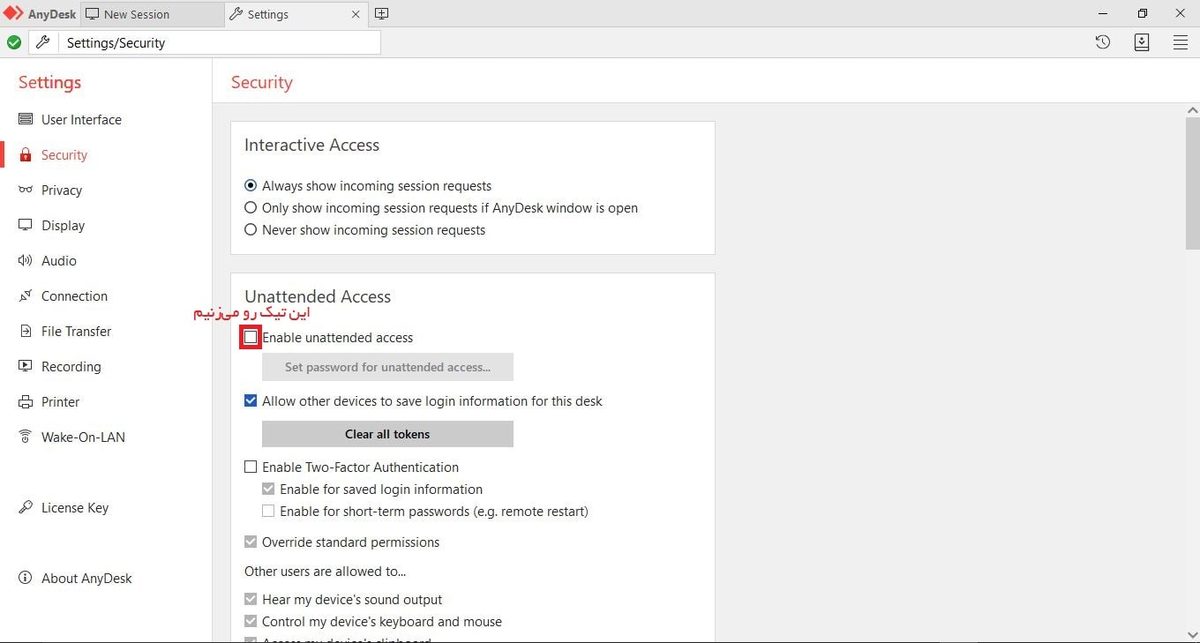 AnyDesk New Session Settings
Settings/Security
Settings
User Interface
Security
Privacy
Display
Audio
Connection
File Transfer
Recording
Printer
Wake-On-LAN
License Key
About AnyDesk
Security
Interactive Access
Always show incoming session requests
Only show incoming session requests if AnyDesk window is open
Never show incoming session requests
Unattended Access
این تیک رو می‌زنیم
Enable unattended access
Set password for unattended access...
Allow other devices to save login information for this desk
Clear all tokens
Enable Two-Factor Authentication
Enable for saved login information
Enable for short-term passwords (e.g. remote restart)
Override standard permissions
Other users are allowed to...
Hear my device's sound output
Control my device's keyboard and mouse
Access my device's clipboard